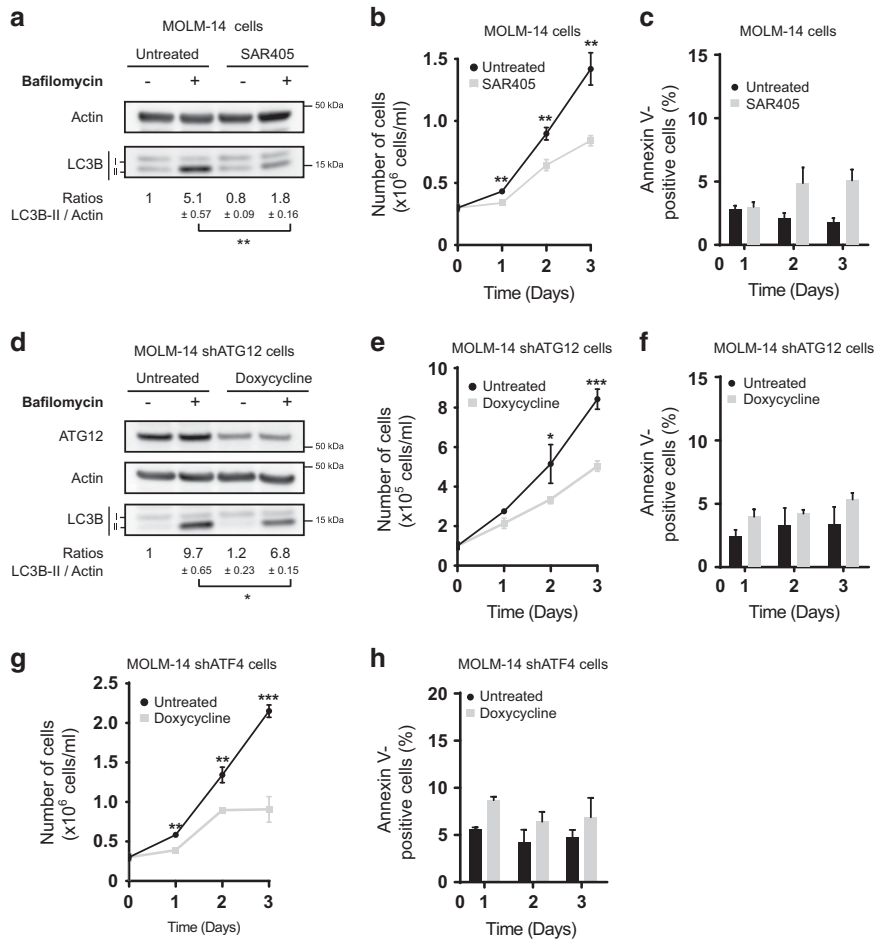 a
MOLM-14 cells
Untreated SAR405
Bafilomycin - + - +
Actin
50 kDa
LC3B I II
15 kDa
Ratios 1 5.1 0.8 1.8
LC3B-II / Actin ± 0.57 ± 0.09 ± 0.16
**
b
MOLM-14 cells
Untreated
SAR405
Number of cells
(x10⁶ cells/ml)
1.5
1.0
0.5
0
** ** **
0 1 2 3
Time (Days)
c
MOLM-14 cells
Untreated
SAR405
Annexin V-
positive cells (%)
15
10
5
0
0 1 2 3
Time (Days)
d
MOLM-14 shATG12 cells
Untreated Doxycycline
Bafilomycin - + - +
ATG12
50 kDa
Actin
50 kDa
LC3B I II
15 kDa
Ratios 1 9.7 1.2 6.8
LC3B-II / Actin ± 0.65 ± 0.23 ± 0.15
*
e
MOLM-14 shATG12 cells
Untreated
Doxycycline
Number of cells
(x10⁵ cells/ml)
10
8
6
4
2
0
* ***
0 1 2 3
Time (Days)
f
MOLM-14 shATG12 cells
Untreated
Doxycycline
Annexin V-
positive cells (%)
15
10
5
0
0 1 2 3
Time (Days)
g
MOLM-14 shATF4 cells
Untreated
Doxycycline
Number of cells
(x10⁶ cells/ml)
2.5
2.0
1.5
1.0
0.5
0
** ** ***
0 1 2 3
Time (Days)
h
MOLM-14 shATF4 cells
Untreated
Doxycycline
Annexin V-
positive cells (%)
20
15
10
5
0
0 1 2 3
Time (Days)